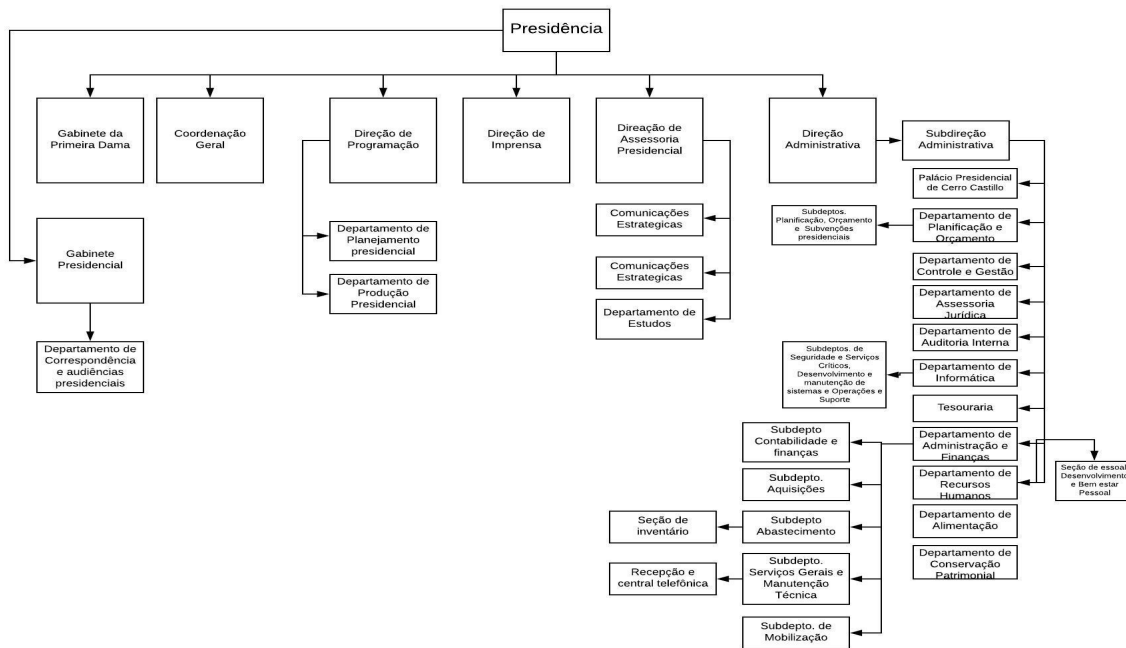 Presidência
Gabinete da
Primeira Dama
Coordenação
Geral
Direção de
Programação
Direção de
Imprensa
Direação de
Assessoria
Presidencial
Direção
Administrativa
Subdireção
Administrativa
Gabinete
Presidencial
Departamento de
Correspondência
e audiências
presidenciais
Departamento de
Planejamento
presidencial
Departamento de
Produção
Presidencial
Comunicações
Estrategicas
Comunicações
Estrategicas
Departamento de
Estudos
Palácio Presidencial
de Cerro Castillo
Subdeptos.
Planificação, Orçamento
e Subvenções
presidenciais
Departamento de
Planificação e
Orçamento
Departamento de
Controle e Gestão
Departamento de
Assessoria
Jurídica
Departamento de
Auditoria Interna
Subdeptos. de
Seguridade e Serviços
Críticos,
Desenvolvimento e
manutenção de
sistemas e Operações e
Suporte
Departamento de
Informática
Tesouraria
Departamento de
Administração e
Finanças
Subdepto
Contabilidade e
finanças
Subdepto.
Aquisições
Seção de
inventário
Subdepto
Abastecimento
Recepção e
central telefônica
Subdepto.
Serviços Gerais e
Manutenção
Técnica
Subdepto. de
Mobilização
Departamento de
Recursos
Humanos
Seção de essoal
Desenvolvimento
e Bem estar
Pessoal
Departamento de
Alimentação
Departamento de
Conservação
Patrimonial